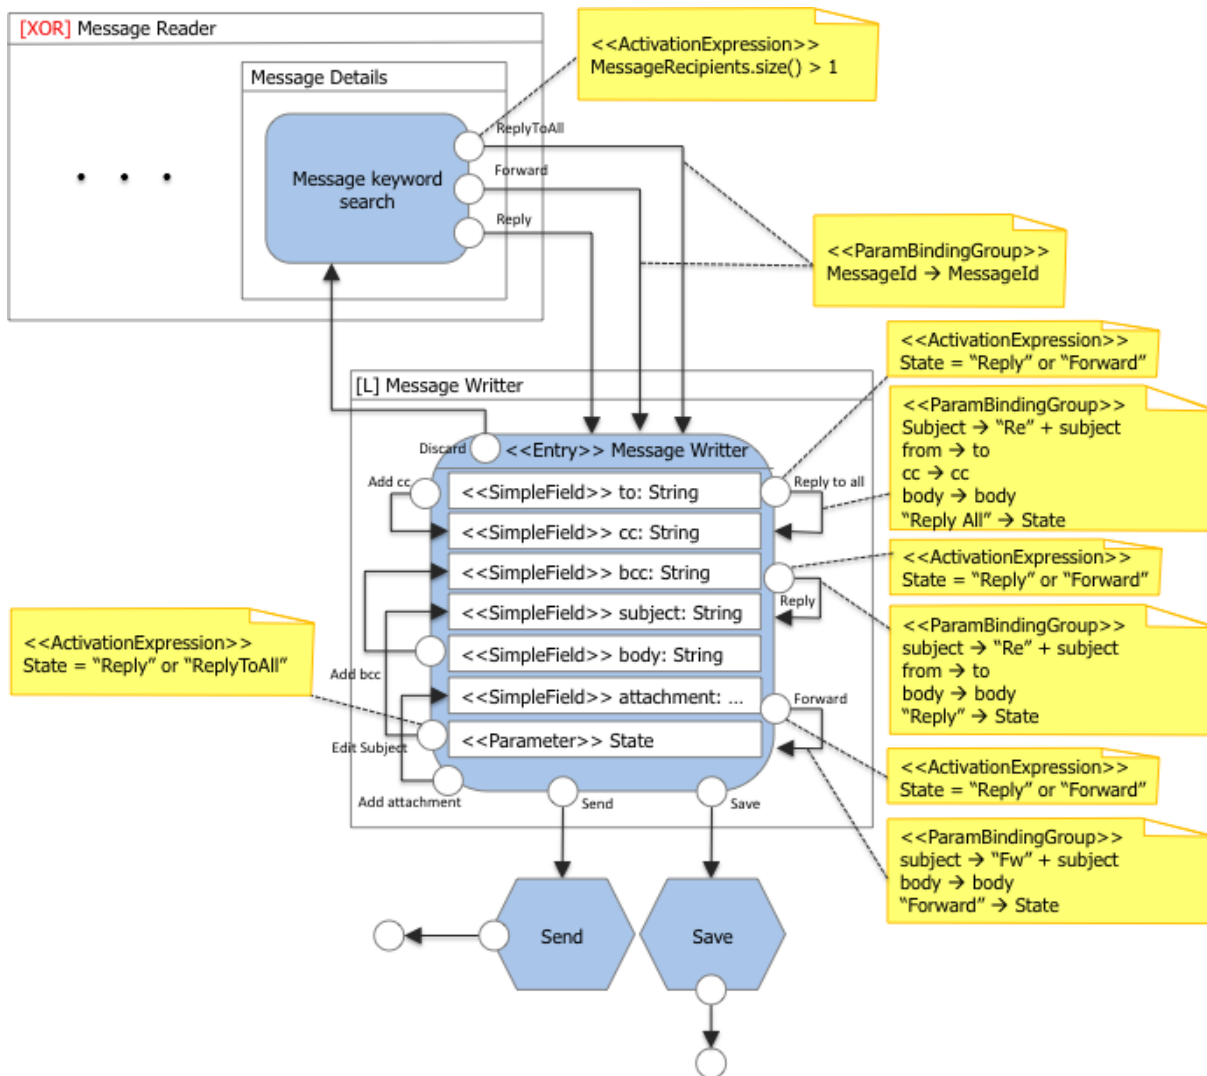 [XOR] Message Reader
<<ActivationExpression>>
MessageRecipients.size() > 1
Message Details
ReplyToAll
Message keyword
search
Forward
Reply
<<ParamBindingGroup>>
MessageId → MessageId
<<ActivationExpression>>
State = “Reply” or “Forward”
[L] Message Writter
<<ParamBindingGroup>>
Subject → “Re” + subject
from → to
cc → cc
body → body
“Reply All” → State
Discard
<<Entry>> Message Writter
Add cc
<<SimpleField>> to: String
Reply to all
<<SimpleField>> cc: String
<<ActivationExpression>>
State = “Reply” or “Forward”
<<SimpleField>> bcc: String
Reply
<<SimpleField>> subject: String
<<ParamBindingGroup>>
subject → “Re” + subject
from → to
body → body
“Reply” → State
<<ActivationExpression>>
State = “Reply” or “ReplyToAll”
<<SimpleField>> body: String
Add bcc
<<SimpleField>> attachment: ...
Forward
<<Parameter>> State
Edit Subject
<<ActivationExpression>>
State = “Reply” or “Forward”
Add attachment
Send
Save
<<ParamBindingGroup>>
subject → “Fw” + subject
body → body
“Forward” → State
Send
Save